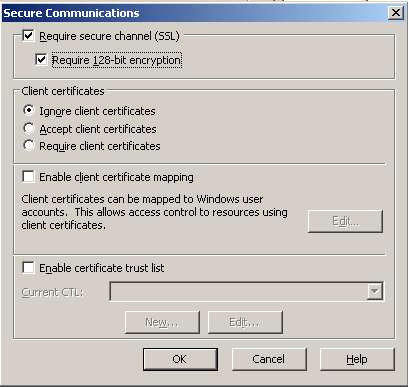 Secure Communications
Require secure channel (SSL)
Require 128-bit encryption
Client certificates
Ignore client certificates
Accept client certificates
Require client certificates
Enable client certificate mapping
Client certificates can be mapped to Windows user
accounts. This allows access control to resources using
client certificates.
Edit...
Enable certificate trust list
Current CTL:
New... Edit...
OK Cancel Help